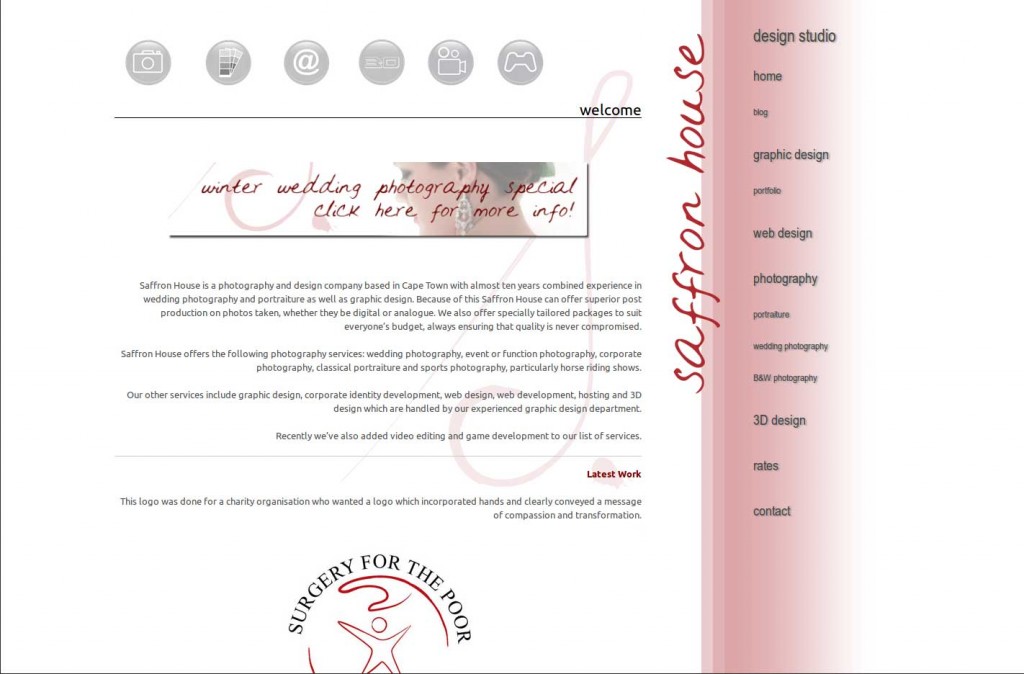 @
3D
welcome
winter wedding photography special
click here for more info!
Saffron House is a photography and design company based in Cape Town with almost ten years combined experience in
wedding photography and portraiture as well as graphic design. Because of this Saffron House can offer superior post
production on photos taken, whether they be digital or analogue. We also offer specially tailored packages to suit
everyone's budget, always ensuring that quality is never compromised.
Saffron House offers the following photography services: wedding photography, event or function photography, corporate
photography, classical portraiture and sports photography, particularly horse riding shows.
Our other services include graphic design, corporate identity development, web design, web development, hosting and 3D
design which are handled by our experienced graphic design department.
Recently we've also added video editing and game development to our list of services.
Latest Work
This logo was done for a charity organisation who wanted a logo which incorporated hands and clearly conveyed a message
of compassion and transformation.
SURGERY FOR THE POOR
saffron house
design studio
home
blog
graphic design
portfolio
web design
photography
portraiture
wedding photography
B&W photography
3D design
rates
contact